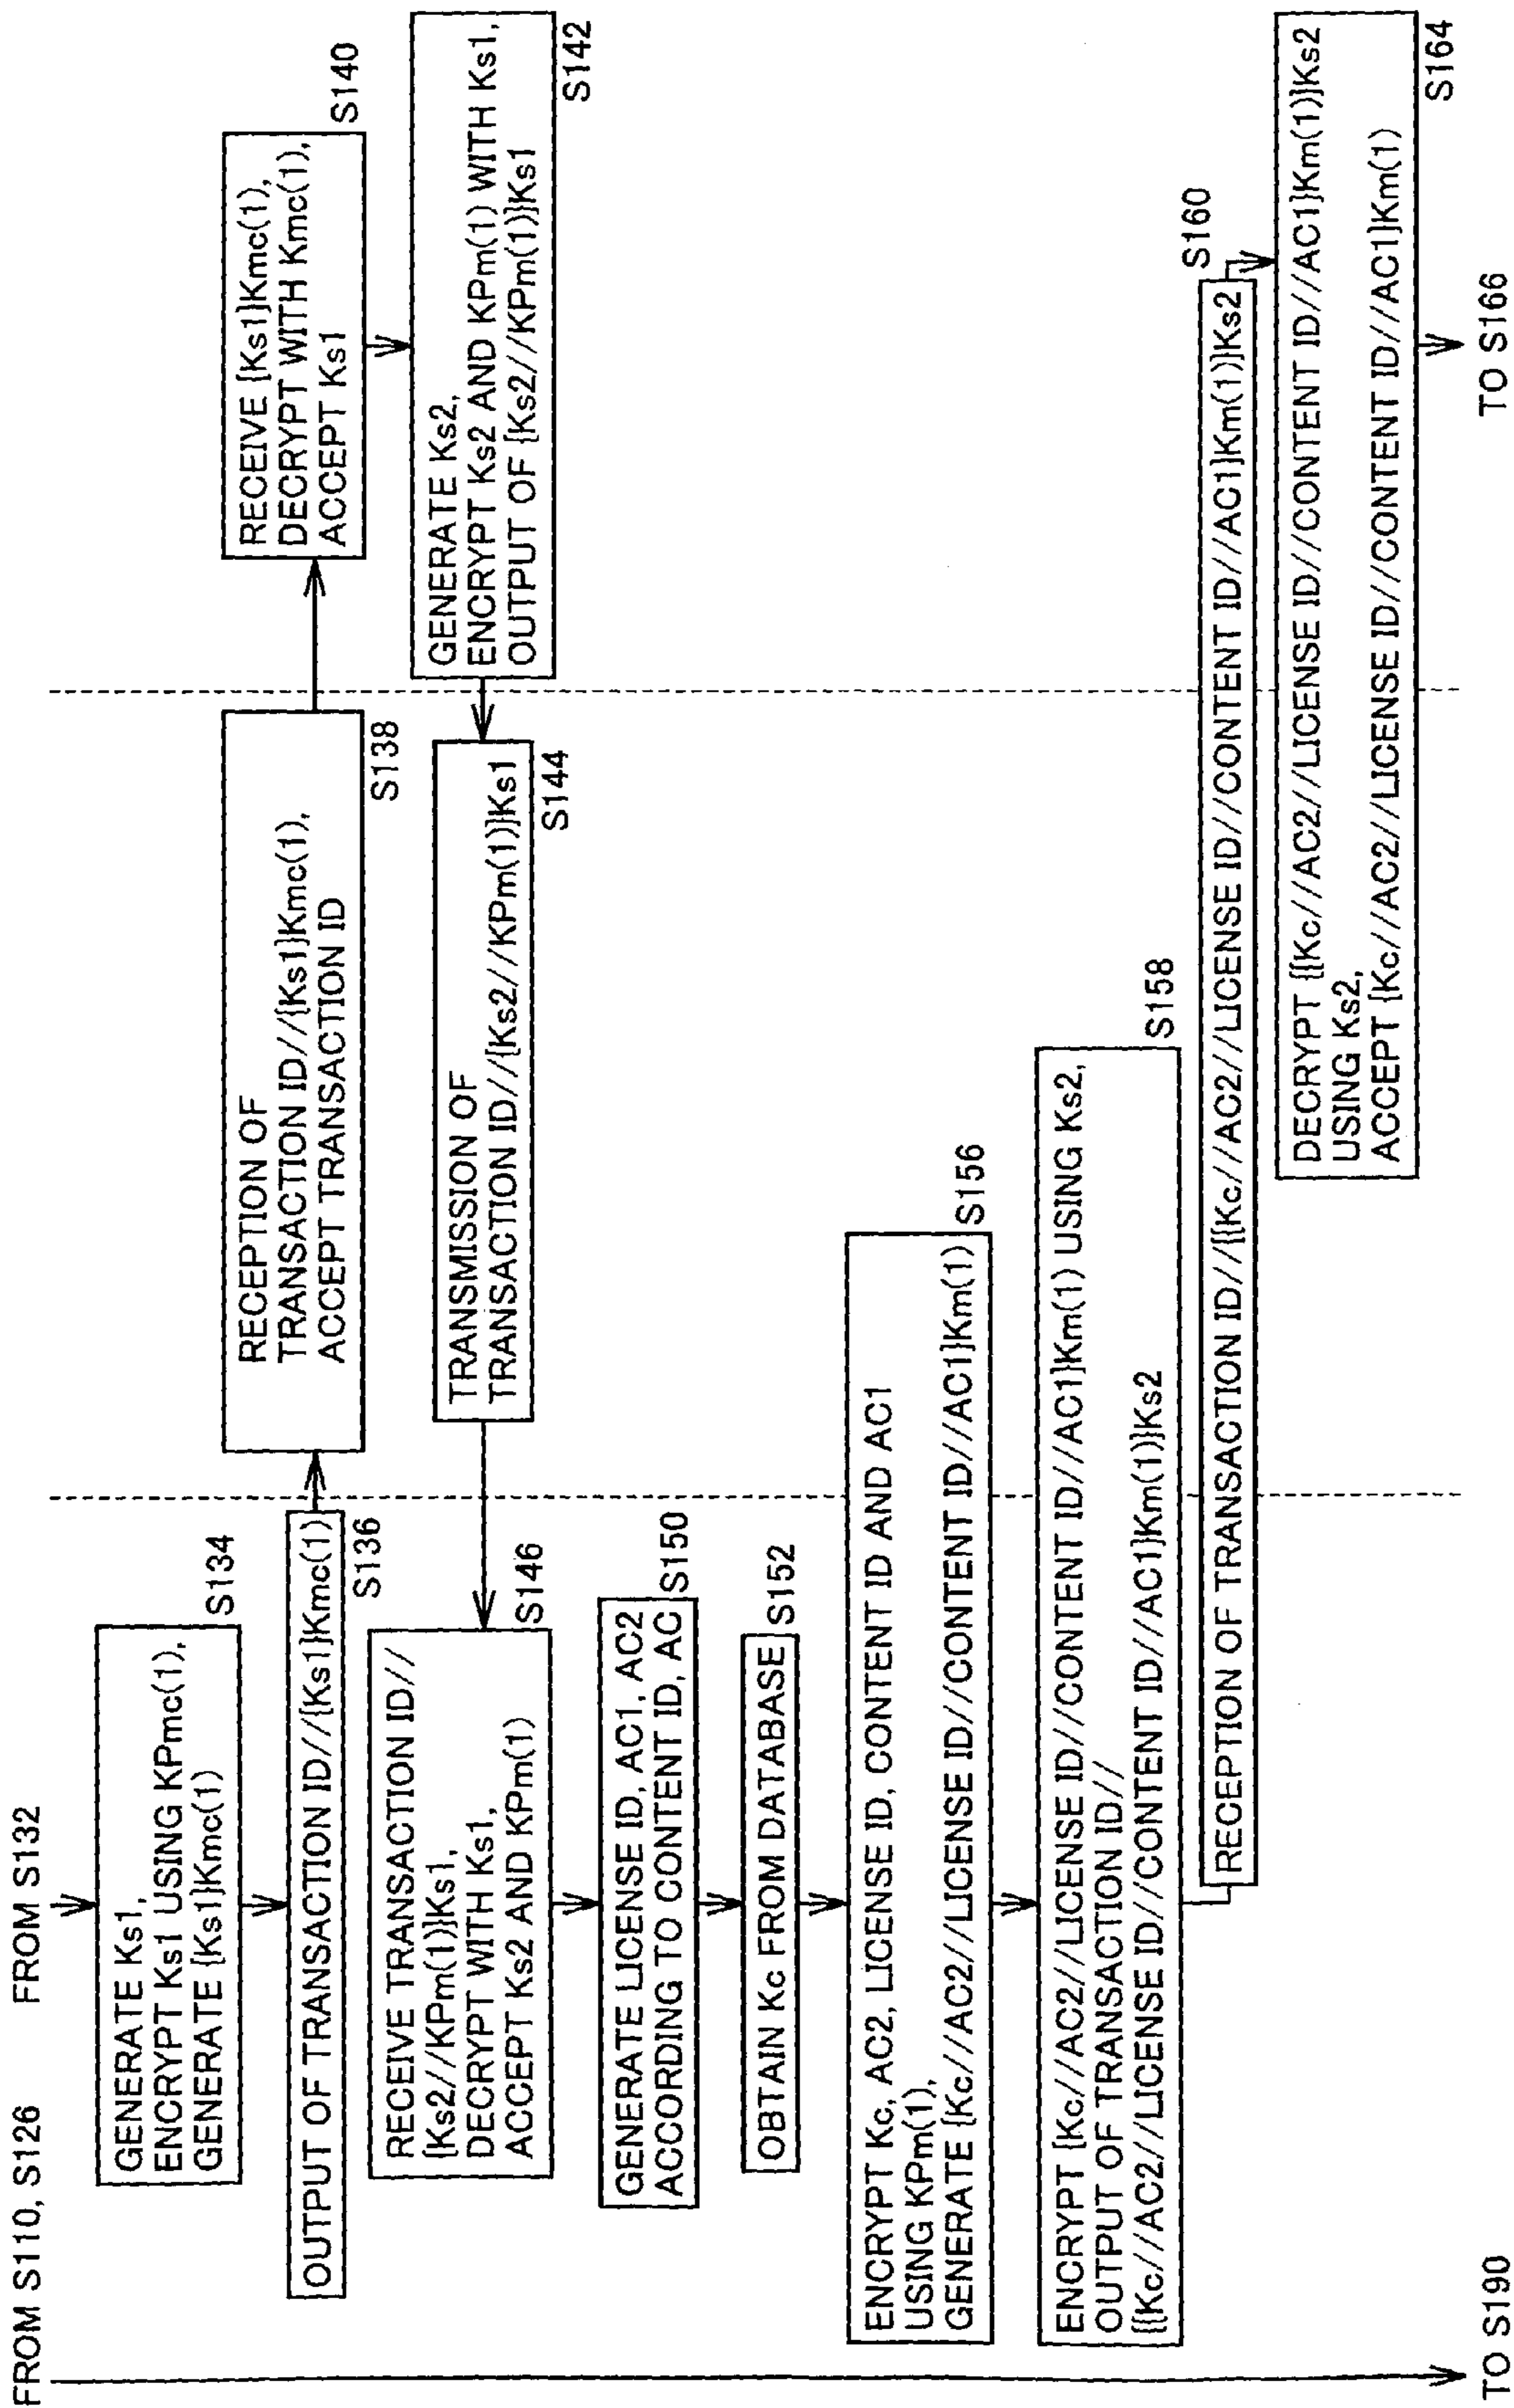 FROM S110, S126
FROM S132
GENERATE Ks1,
ENCRYPT Ks1 USING KPmc(1),
GENERATE {Ks1}Kmc(1)
S134
OUTPUT OF TRANSACTION ID//{Ks1}Kmc(1)
S136
RECEPTION OF
TRANSACTION ID//{Ks1}Kmc(1),
ACCEPT TRANSACTION ID
S138
RECEIVE {Ks1}Kmc(1),
DECRYPT WITH Kmc(1),
ACCEPT Ks1
S140
GENERATE Ks2,
ENCRYPT Ks2 AND KPm(1) WITH Ks1,
OUTPUT OF {Ks2//KPm(1)}Ks1
S142
TRANSMISSION OF
TRANSACTION ID//{Ks2//KPm(1)}Ks1
S144
RECEIVE TRANSACTION ID//
{Ks2//KPm(1)}Ks1,
DECRYPT WITH Ks1,
ACCEPT Ks2 AND KPm(1)
S146
GENERATE LICENSE ID, AC1, AC2
ACCORDING TO CONTENT ID, AC
S150
OBTAIN Kc FROM DATABASE
S152
ENCRYPT Kc, AC2, LICENSE ID, CONTENT ID AND AC1
USING KPm(1),
GENERATE {Kc//AC2//LICENSE ID//CONTENT ID//AC1}Km(1)
S156
ENCRYPT {Kc//AC2//LICENSE ID//CONTENT ID//AC1}Km(1) USING Ks2,
OUTPUT OF TRANSACTION ID//
{{Kc//AC2//LICENSE ID//CONTENT ID//AC1}Km(1)}Ks2
S158
RECEPTION OF TRANSACTION ID//{{Kc//AC2//LICENSE ID//CONTENT ID//AC1}Km(1)}Ks2
S160
DECRYPT {{Kc//AC2//LICENSE ID//CONTENT ID//AC1}Km(1)}Ks2
USING Ks2,
ACCEPT {Kc//AC2//LICENSE ID//CONTENT ID//AC1}Km(1)
S164
TO S190
TO S166